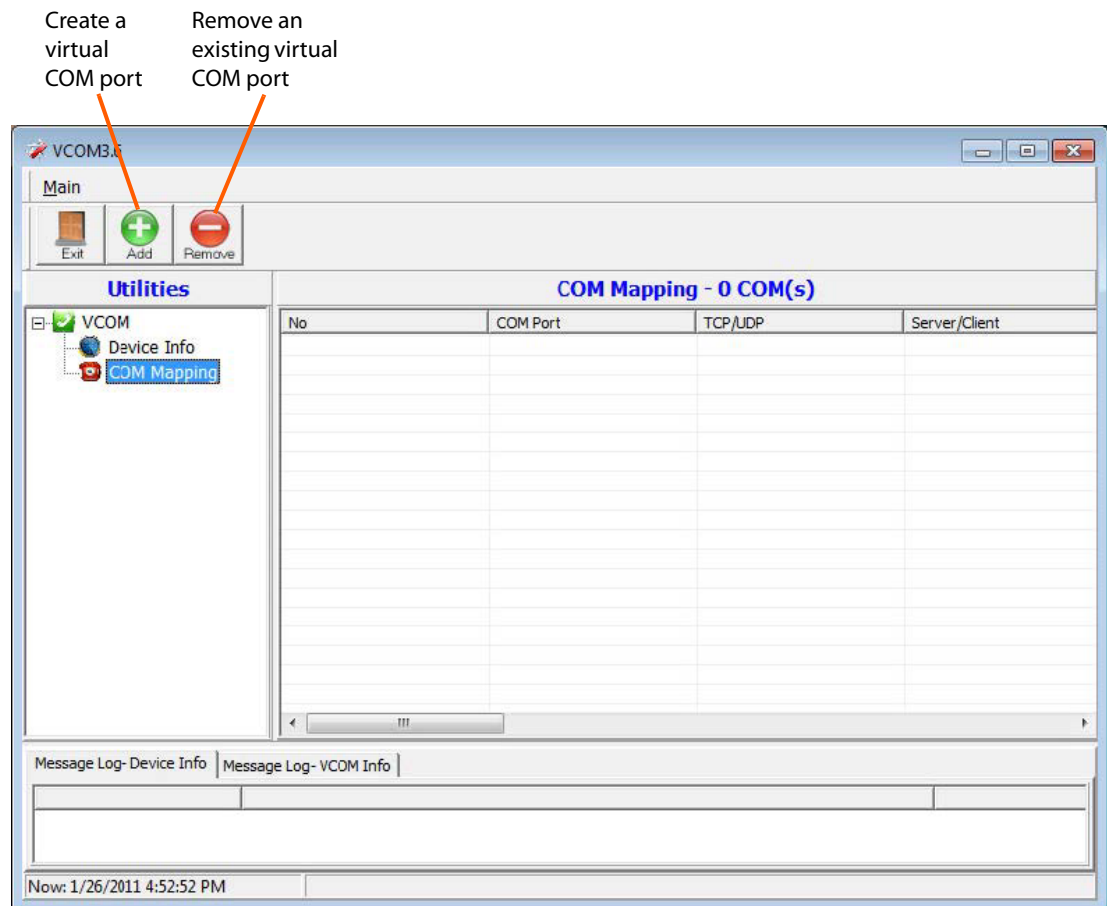 Create a
virtual
COM port
Remove an
existing virtual
COM port
VCOM3.6
Main
Exit
Add
Remove
Utilities
COM Mapping - 0 COM(s)
VCOM
Device Info
COM Mapping
No
COM Port
TCP/UDP
Server/Client
Message Log- Device Info
Message Log- VCOM Info
Now: 1/26/2011 4:52:52 PM